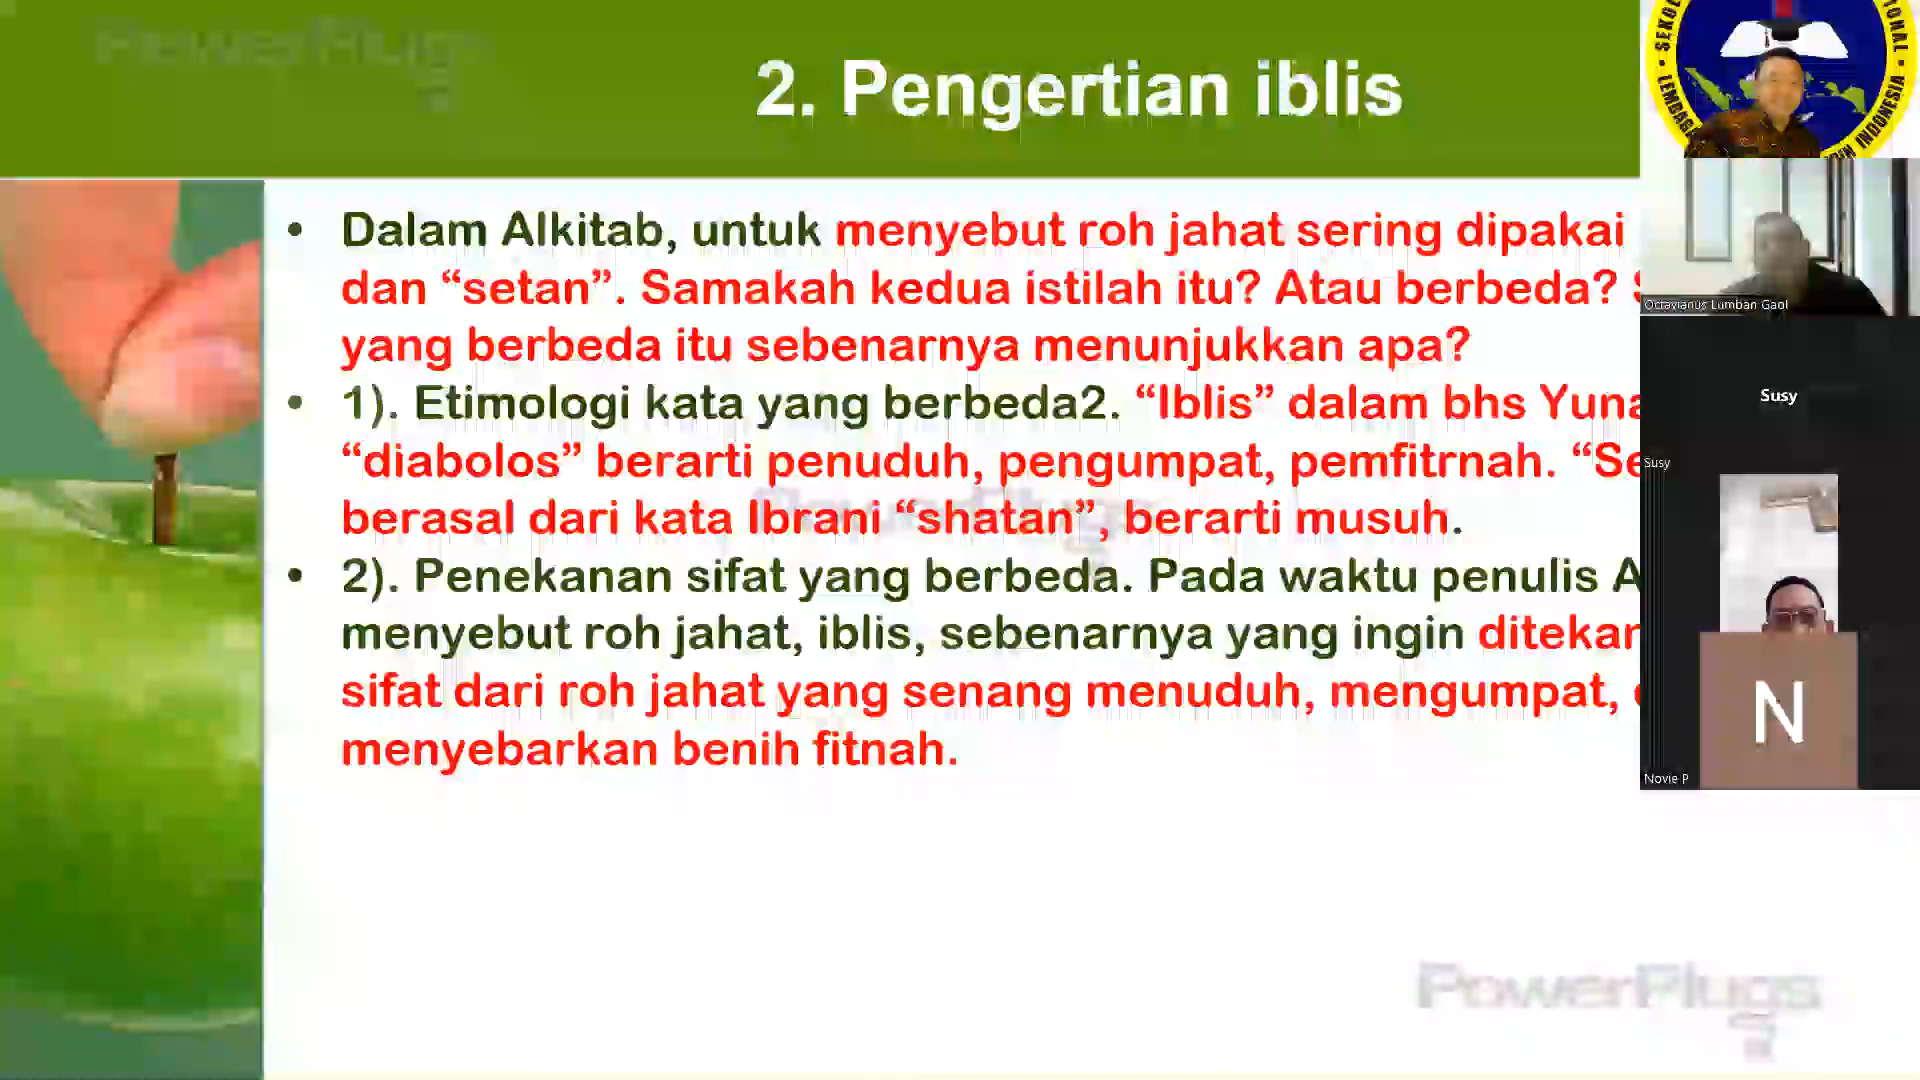 PowerPlugs
2. Pengertian iblis
• Dalam Alkitab, untuk menyebut roh jahat sering dipakai
dan “setan”. Samakah kedua istilah itu? Atau berbeda?
yang berbeda itu sebenarnya menunjukkan apa?
• 1). Etimologi kata yang berbeda2. “Iblis” dalam bhs
“diabolos” berarti penuduh, pengumpat, pemfitrnah.
berasal dari kata Ibrani “shatan”, berarti musuh.
• 2). Penekanan sifat yang berbeda. Pada waktu penulis
menyebut roh jahat, iblis, sebenarnya yang ingin
sifat dari roh jahat yang senang menuduh, mengumpat,
menyebarkan benih fitnah.
PowerPlugs
PowerPlugs
LEMBAGA
INDONESIA
Octavianus Lumban Gaol
Susy
Susy
N
Novie P